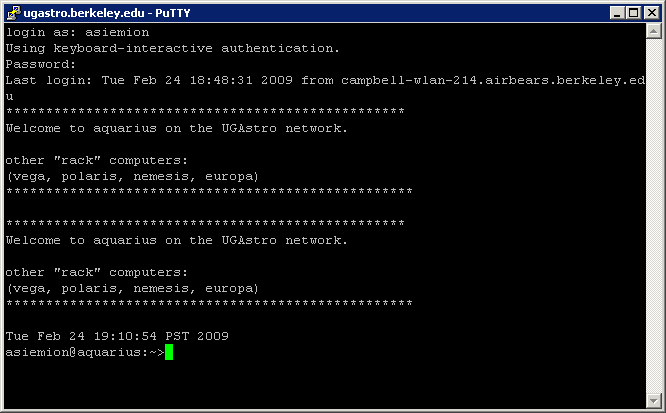 ugastro.berkeley.edu - PuTTY
login as: asiemion
Using keyboard-interactive authentication.
Password:
Last login: Tue Feb 24 18:48:31 2009 from campbell-wlan-214.airbears.berkeley.ed
u
**************************************************
Welcome to aquarius on the UGAstro network.

other "rack" computers:
(vega, polaris, nemesis, europa)
***************************************************

**************************************************
Welcome to aquarius on the UGAstro network.

other "rack" computers:
(vega, polaris, nemesis, europa)
***************************************************

Tue Feb 24 19:10:54 PST 2009
asiemion@aquarius:~>